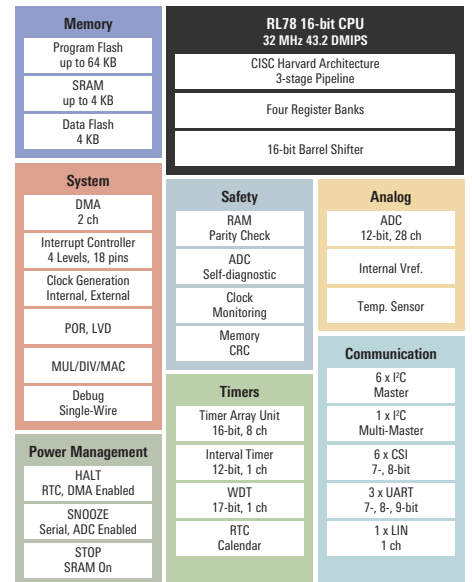 Memory
Program Flash
up to 64 KB
SRAM
up to 4 KB
Data Flash
4 KB
RL78 16-bit CPU
32 MHz 43.2 DMIPS
CISC Harvard Architecture
3-stage Pipeline
Four Register Banks
16-bit Barrel Shifter
System
DMA
2 ch
Interrupt Controller
4 Levels, 18 pins
Clock Generation
Internal, External
POR, LVD
MUL/DIV/MAC
Debug
Single-Wire
Safety
RAM
Parity Check
ADC
Self-diagnostic
Clock
Monitoring
Memory
CRC
Analog
ADC
12-bit, 28 ch
Internal Vref.
Temp. Sensor
Power Management
HALT
RTC, DMA Enabled
SNOOZE
Serial, ADC Enabled
STOP
SRAM On
Timers
Timer Array Unit
16-bit, 8 ch
Interval Timer
12-bit, 1 ch
WDT
17-bit, 1 ch
RTC
Calendar
Communication
6 x I²C
Master
1 x I²C
Multi-Master
6 x CSI
7-, 8-bit
3 x UART
7-, 8-, 9-bit
1 x LIN
1 ch